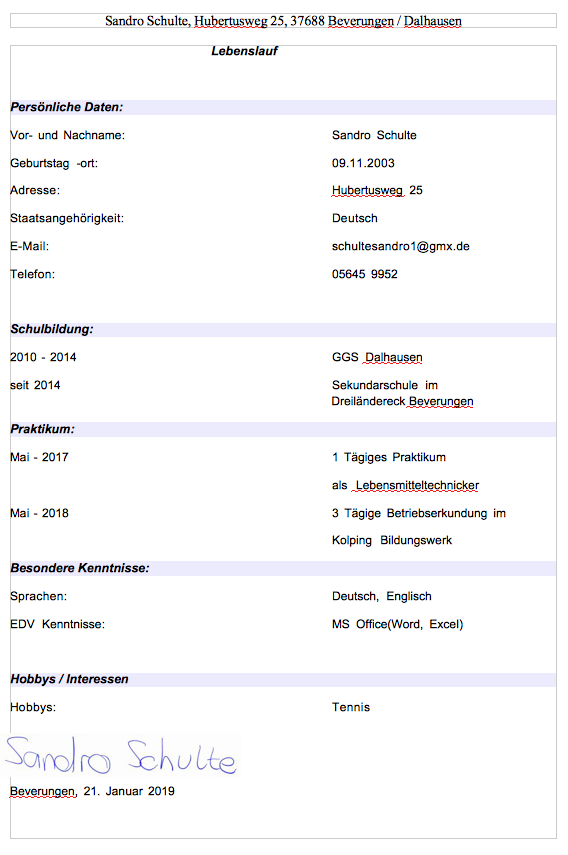 Sandro Schulte, Hubertusweg 25, 37688 Beverungen / Dalhausen
Lebenslauf
Persönliche Daten:
Vor- und Nachname: Sandro Schulte
Geburtstag -ort: 09.11.2003
Adresse: Hubertusweg 25
Staatsangehörigkeit: Deutsch
E-Mail: schultesandro1@gmx.de
Telefon: 05645 9952
Schulbildung:
2010 - 2014 GGS Dalhausen
seit 2014 Sekundarschule im
Dreiländereck Beverungen
Praktikum:
Mai - 2017 1 Tägiges Praktikum
als Lebensmitteltechnicker
Mai - 2018 3 Tägige Betriebserkundung im
Kolping Bildungswerk
Besondere Kenntnisse:
Sprachen: Deutsch, Englisch
EDV Kenntnisse: MS Office(Word, Excel)
Hobbys / Interessen
Hobbys: Tennis
Sandro Schulte
Beverungen, 21. Januar 2019